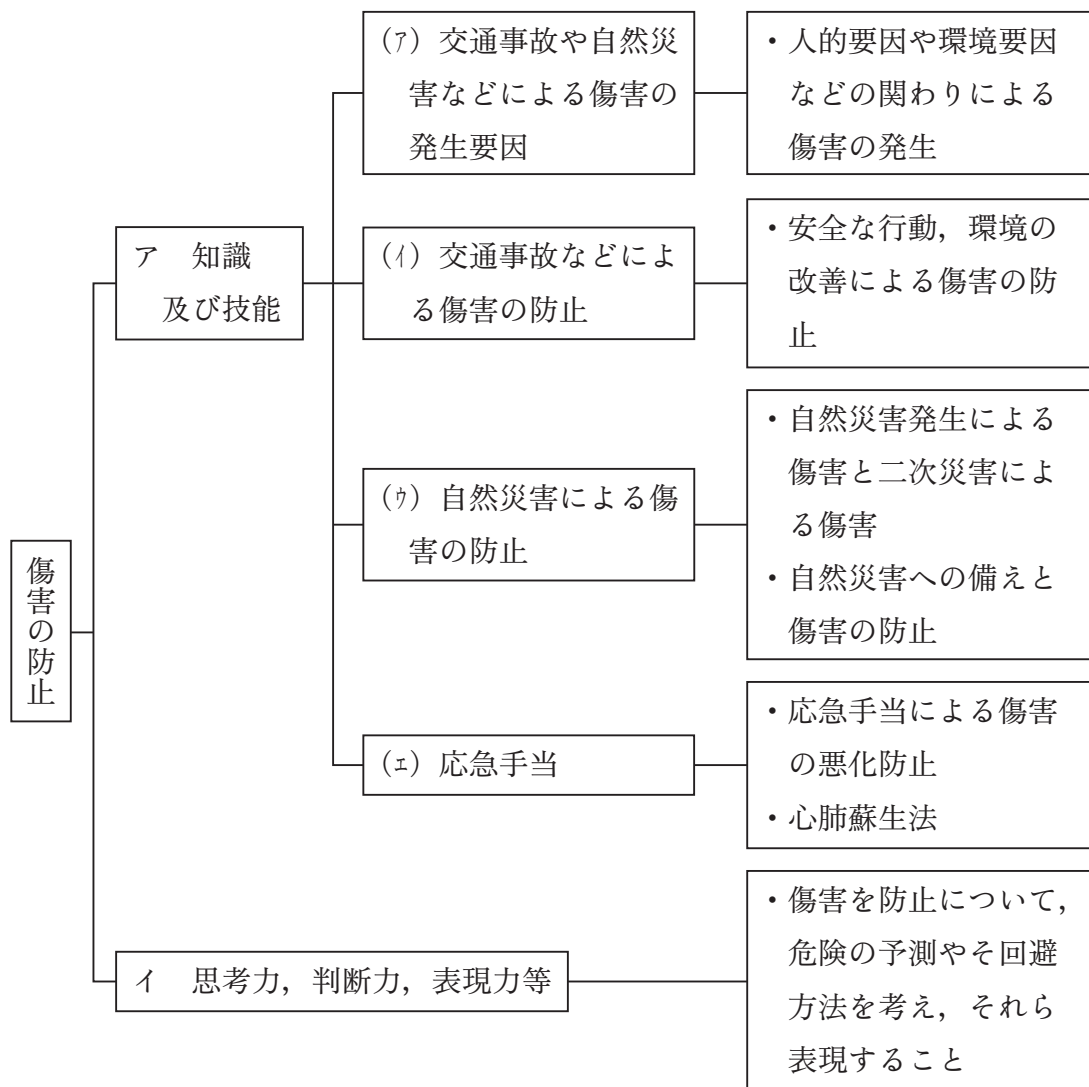 傷害の防止
ア　知識
及び技能
(ｱ) 交通事故や自然災
害などによる傷害の
発生要因
・人的要因や環境要因
などの関わりによる
傷害の発生
(ｲ) 交通事故などによ
る傷害の防止
・安全な行動，環境の
改善による傷害の防
止
(ｳ) 自然災害による傷
害の防止
・自然災害発生による
傷害と二次災害によ
る傷害
・自然災害への備えと
傷害の防止
(ｴ) 応急手当
・応急手当による傷害
の悪化防止
・心肺蘇生法
イ　思考力，判断力，表現力等
・傷害を防止について，
危険の予測やそ回避
方法を考え，それら
表現すること